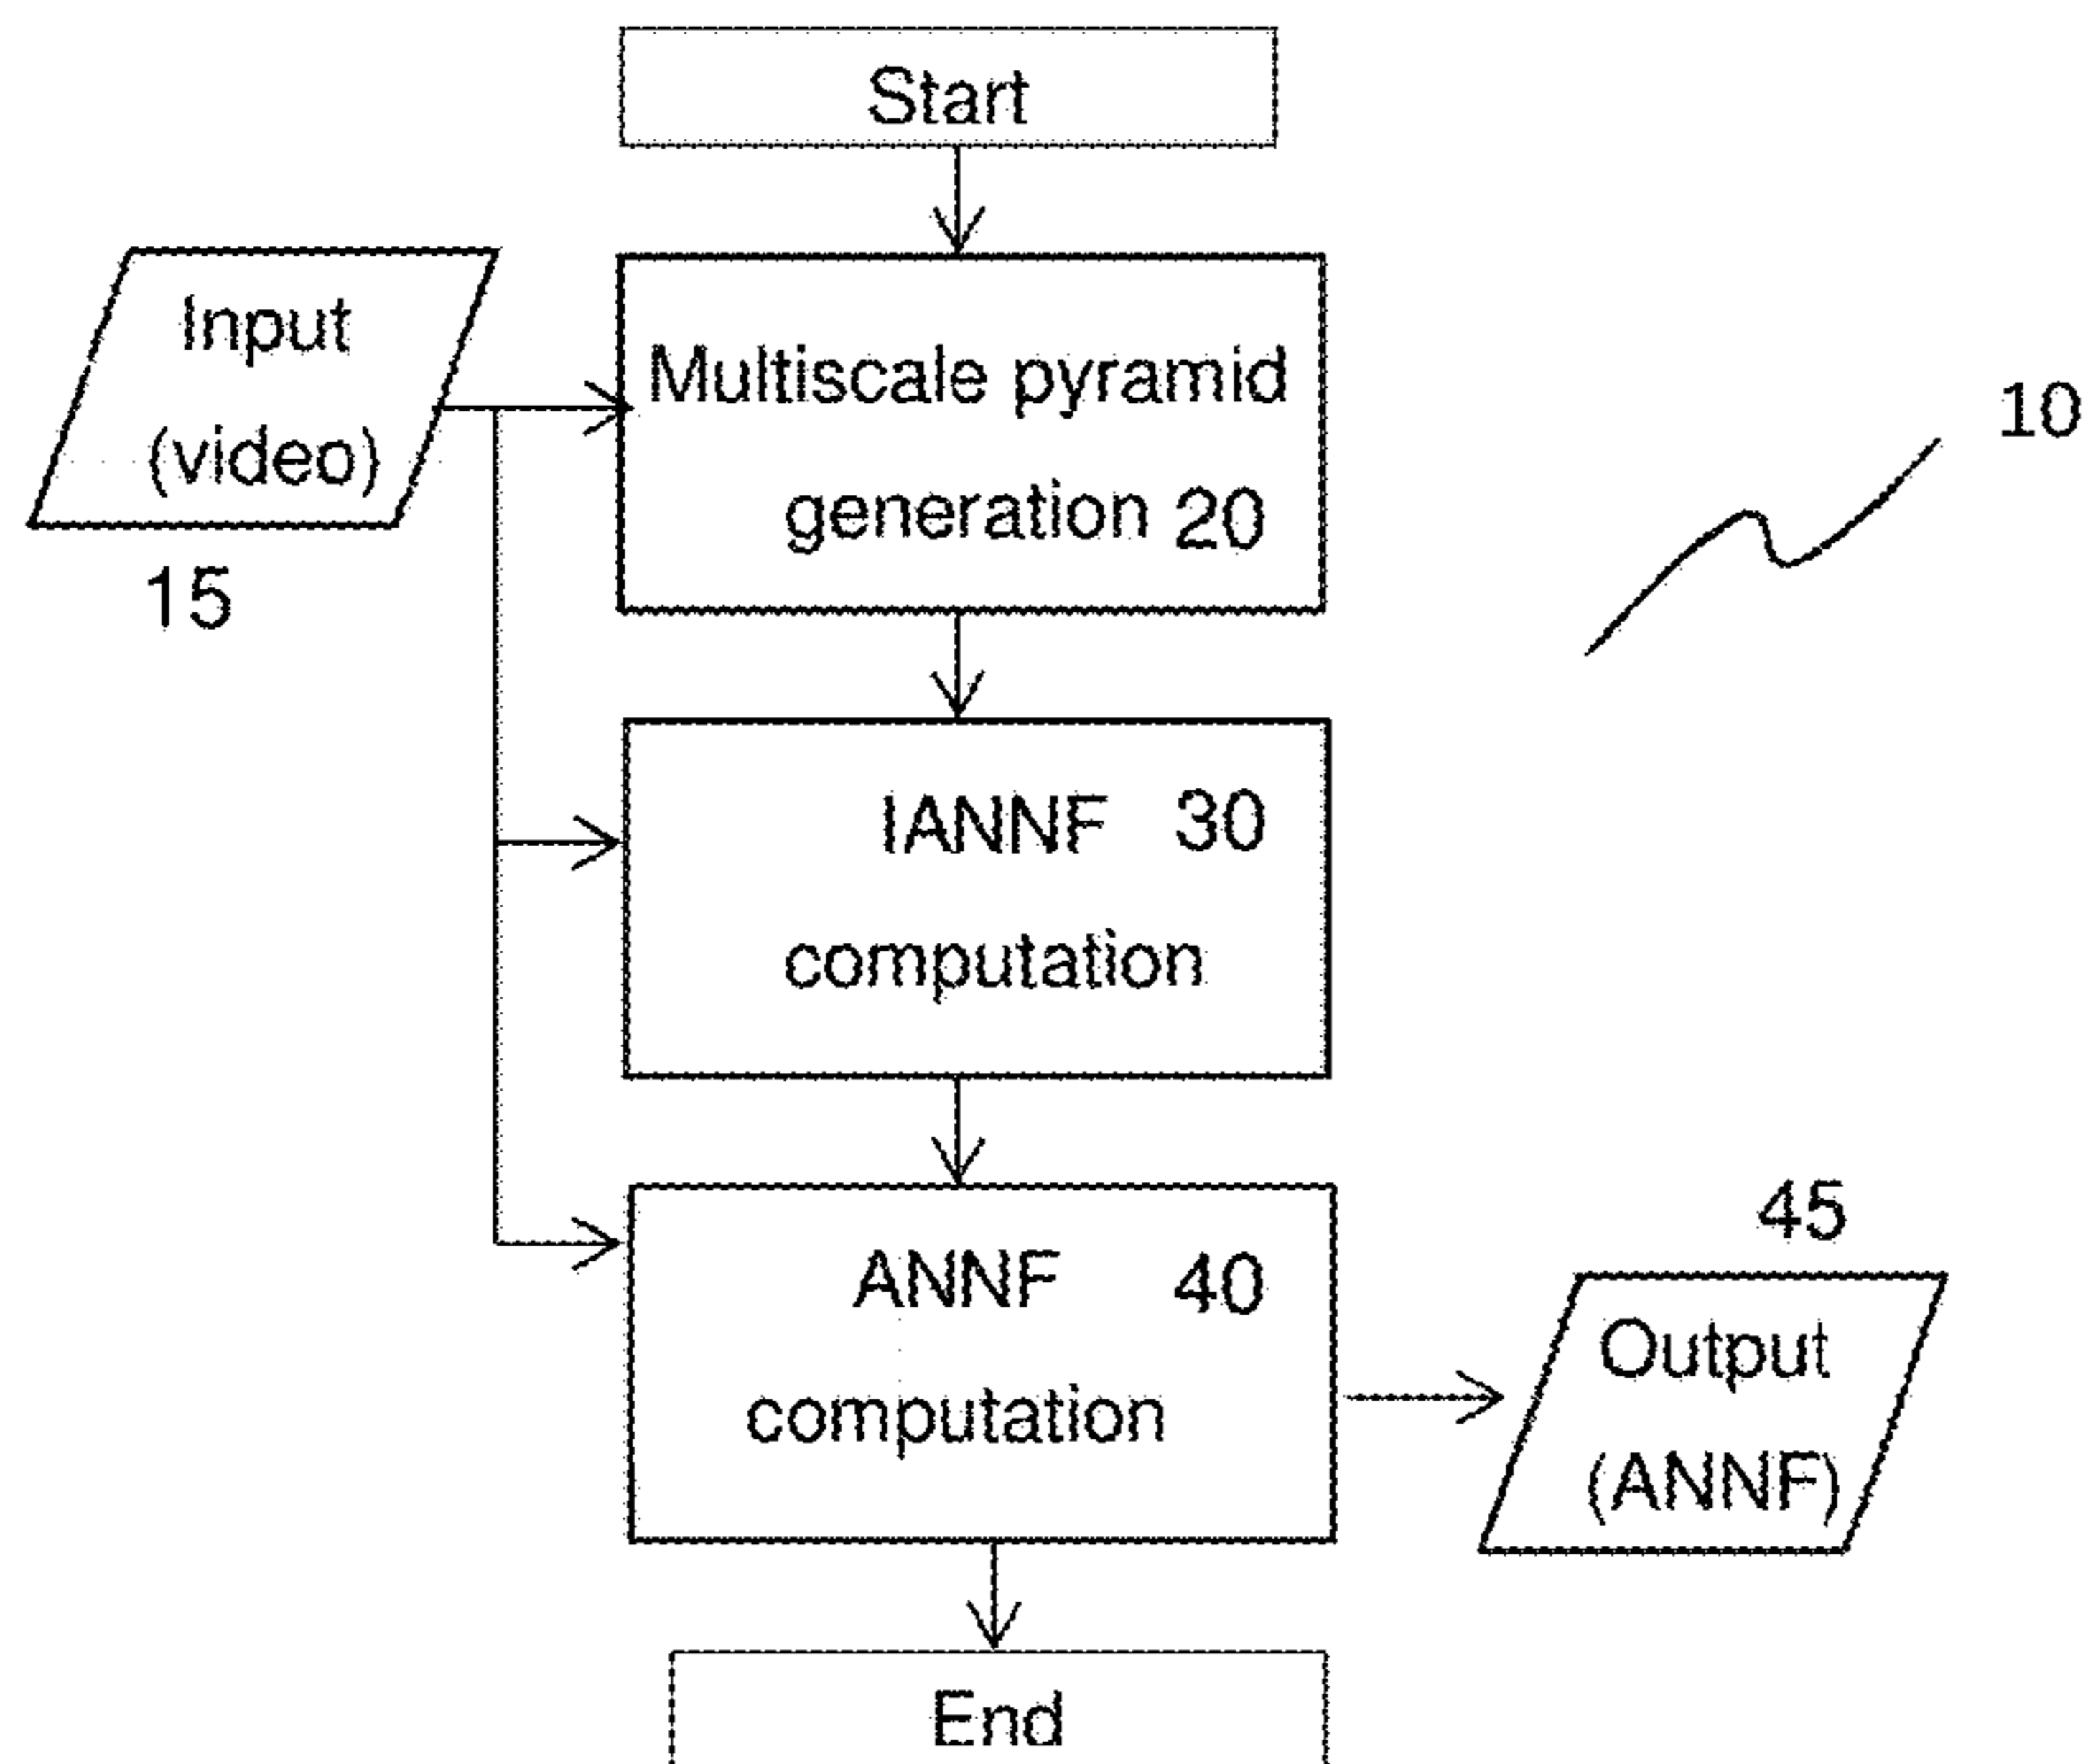 Start
Input
(video)
15
Multiscale pyramid
generation 20
10
IANNF 30
computation
ANNF 40
computation
45
Output
(ANNF)
End